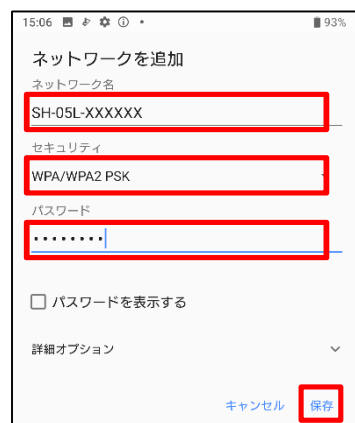 15:06 93%
ネットワークを追加
ネットワーク名
SH-05L-XXXXXX
セキュリティ
WPA/WPA2 PSK
パスワード
••••••••
パスワードを表示する
詳細オプション
キャンセル 保存